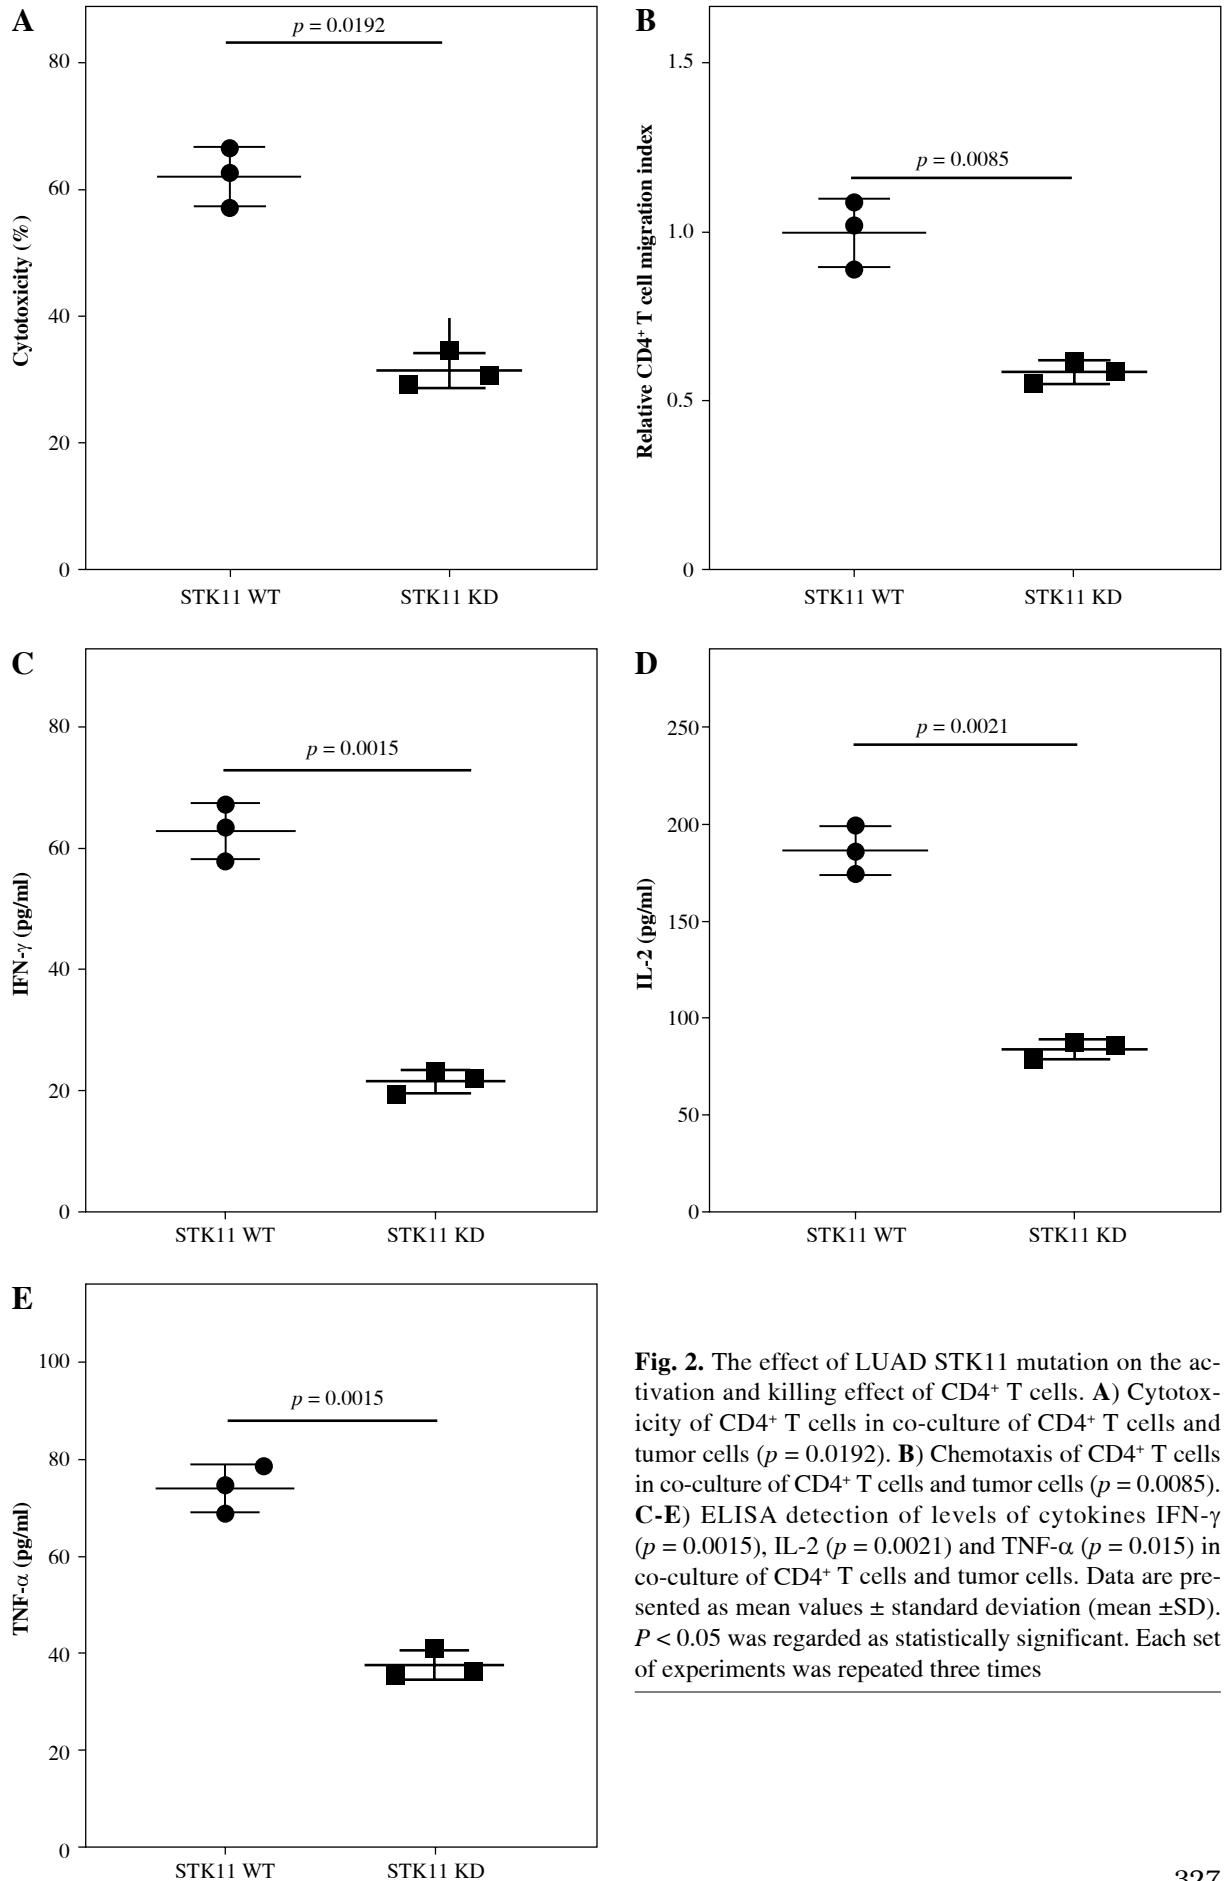 A
p = 0.0192
80
60
40
20
0
Cytotoxicity (%)
STK11 WT
STK11 KD
B
p = 0.0085
1.5
1.0
0.5
0
Relative CD4⁺ T cell migration index
STK11 WT
STK11 KD
C
p = 0.0015
80
60
40
20
0
IFN-γ (pg/ml)
STK11 WT
STK11 KD
D
p = 0.0021
250
200
150
100
50
0
IL-2 (pg/ml)
STK11 WT
STK11 KD
E
p = 0.0015
100
80
60
40
20
0
TNF-α (pg/ml)
STK11 WT
STK11 KD
Fig. 2. The effect of LUAD STK11 mutation on the ac-
tivation and killing effect of CD4⁺ T cells. A) Cytotox-
icity of CD4⁺ T cells in co-culture of CD4⁺ T cells and
tumor cells (p = 0.0192). B) Chemotaxis of CD4⁺ T cells
in co-culture of CD4⁺ T cells and tumor cells (p = 0.0085).
C-E) ELISA detection of levels of cytokines IFN-γ
(p = 0.0015), IL-2 (p = 0.0021) and TNF-α (p = 0.015) in
co-culture of CD4⁺ T cells and tumor cells. Data are pre-
sented as mean values ± standard deviation (mean ±SD).
P < 0.05 was regarded as statistically significant. Each set
of experiments was repeated three times
327